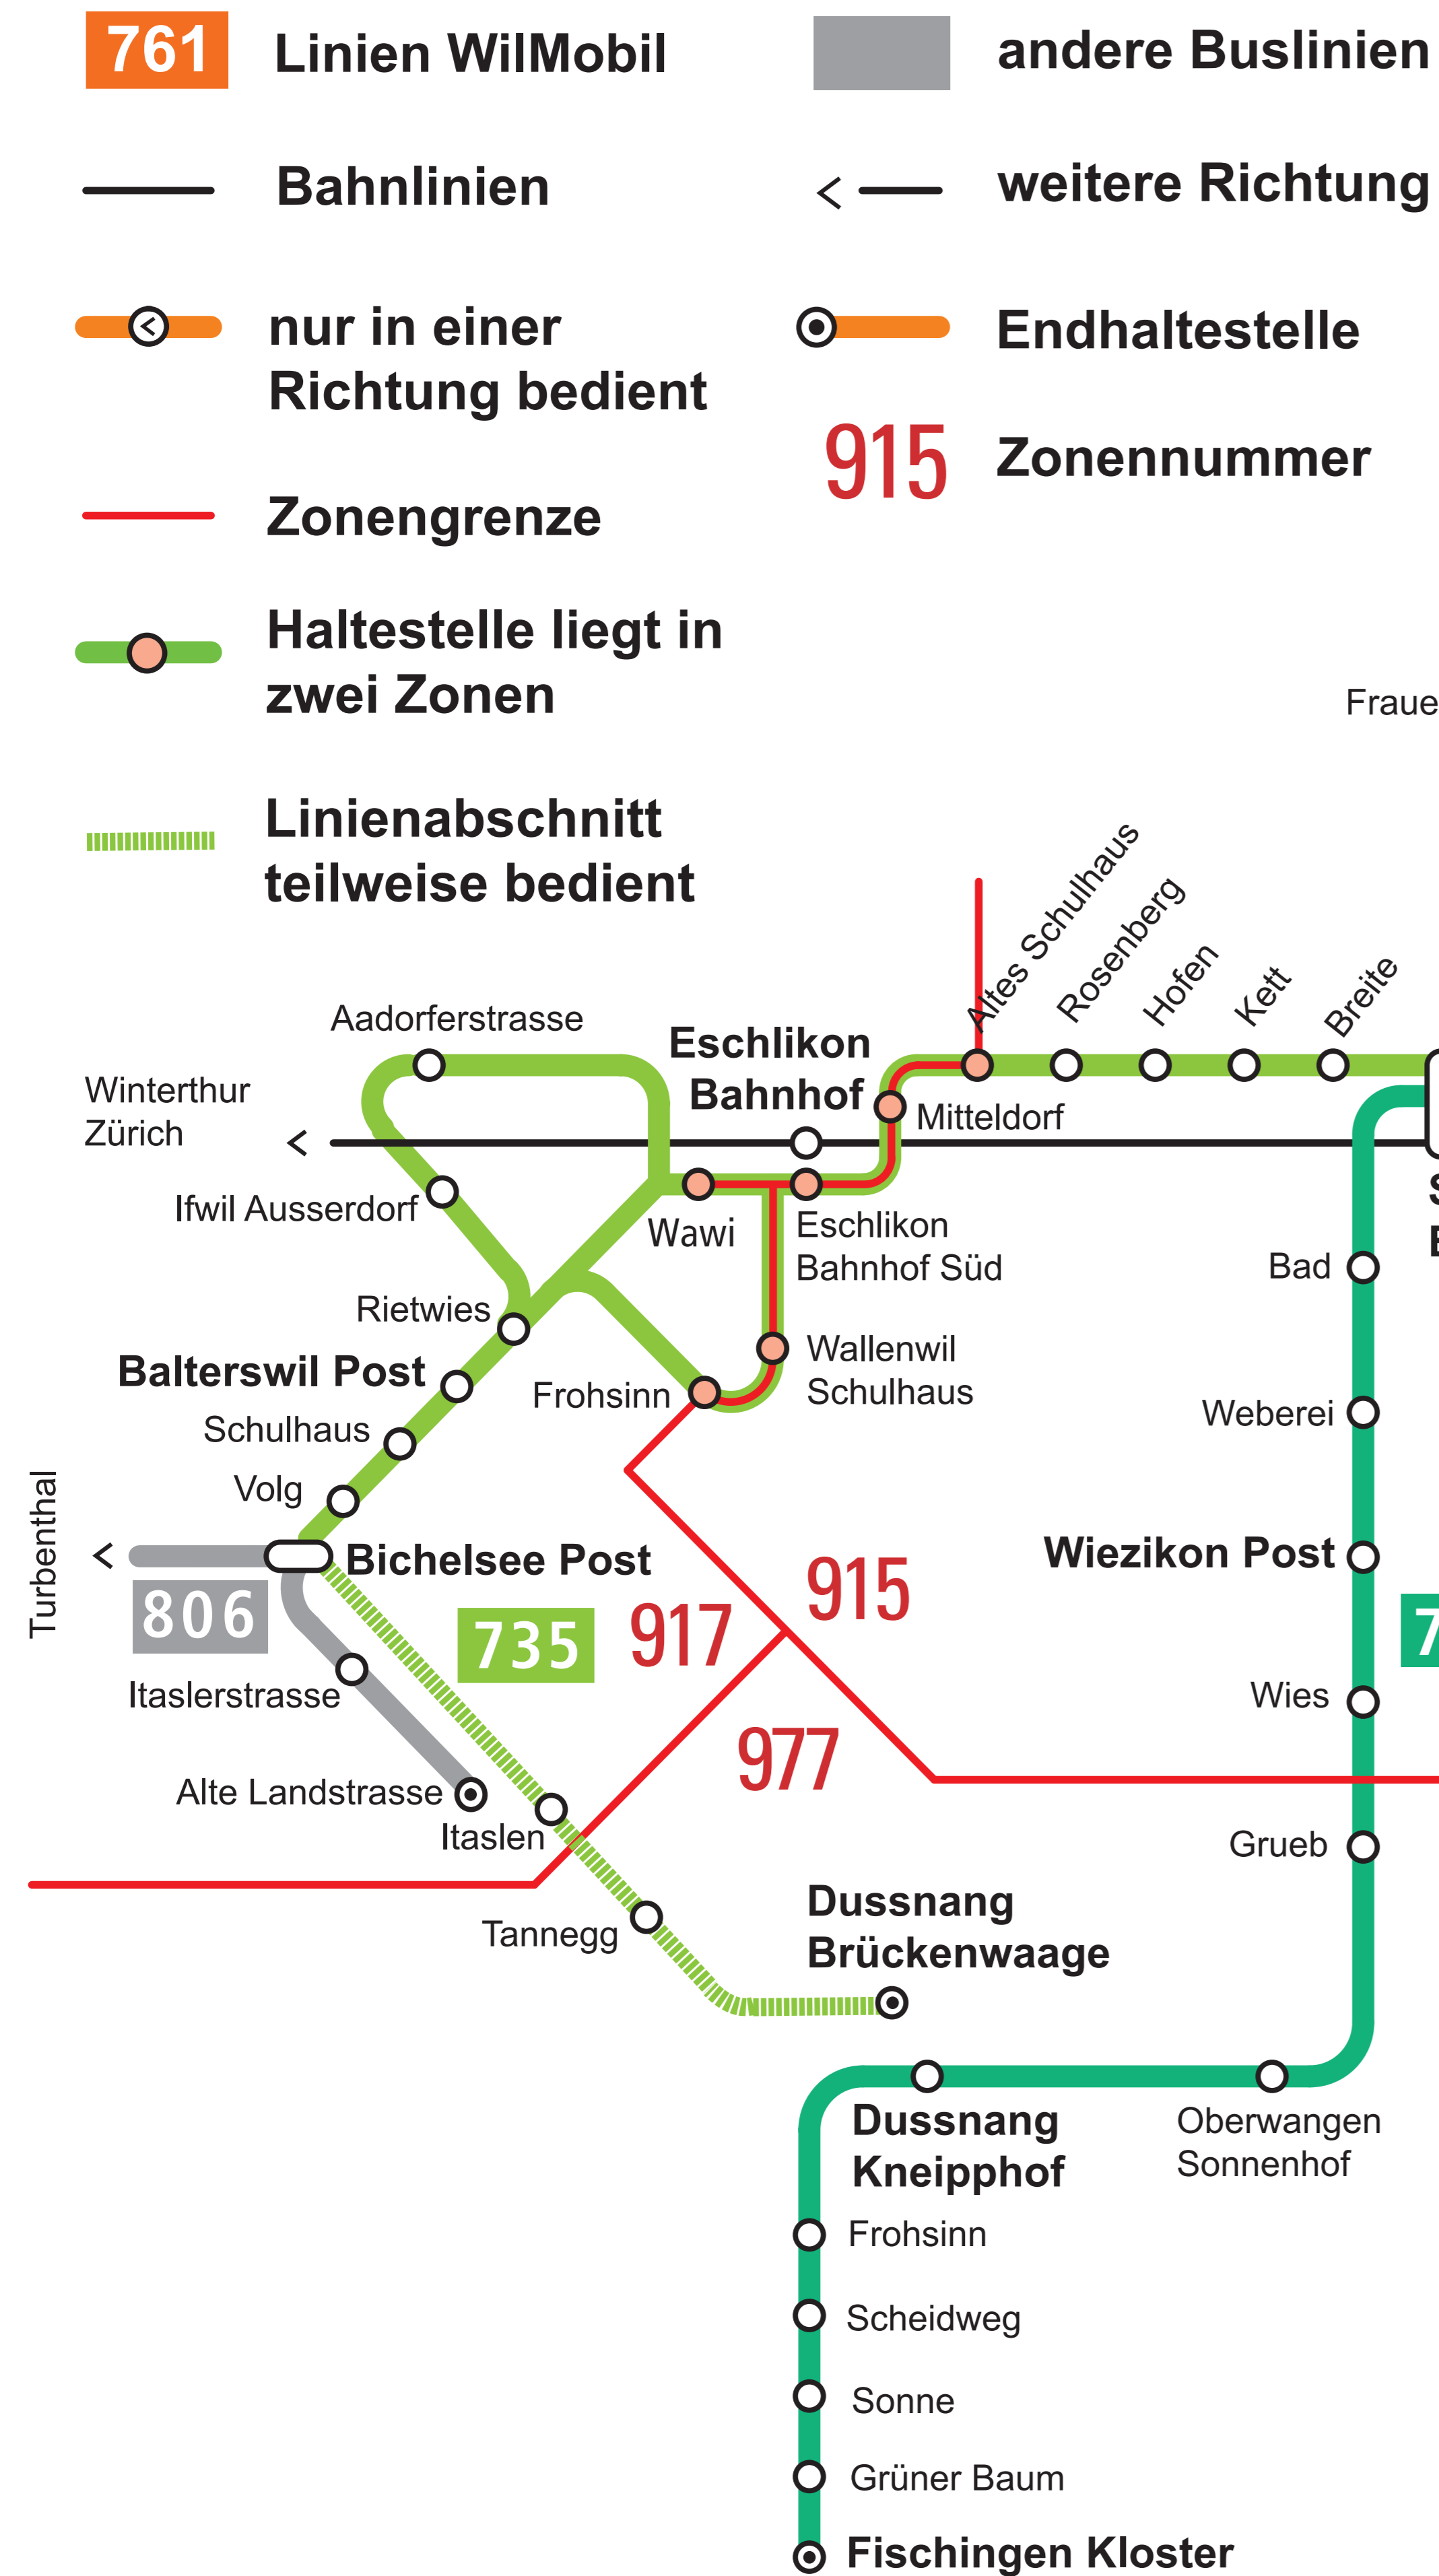 761 Linien WilMobil
andere Buslinien
Bahnlinien
weitere Richtung
nur in einer
Richtung bedient
Endhaltestelle
915 Zonennummer
Zonengrenze
Haltestelle liegt in
zwei Zonen
Linienabschnitt
teilweise bedient
Fraue
Altes Schulhaus
Rosenberg
Hofen
Kett
Breite
Aadorferstrasse
Eschlikon
Bahnhof
Mitteldorf
Winterthur
Zürich
Ifwil Ausserdorf
Wawi
Eschlikon
Bahnhof Süd
Bad
Rietwies
Wallenwil
Schulhaus
Balterswil Post
Frohsinn
Weberei
Schulhaus
Volg
Turbenthal
Bichelsee Post
Wiezikon Post
915
806
735
917
7
Itaslerstrasse
Wies
977
Alte Landstrasse
Itaslen
Grueb
Tannegg
Dussnang
Brückenwaage
Dussnang
Kneipphof
Oberwangen
Sonnenhof
Frohsinn
Scheidweg
Sonne
Grüner Baum
Fischingen Kloster